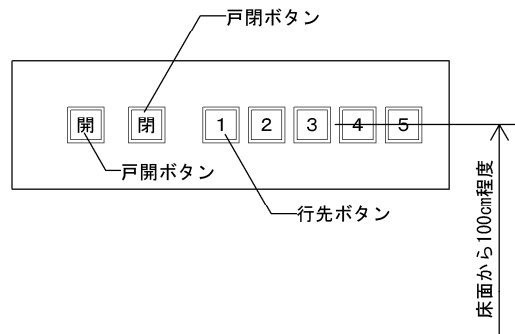 戸閉ボタン
開 閉 1 2 3 4 5
戸開ボタン
行先ボタン
床面から100cm程度